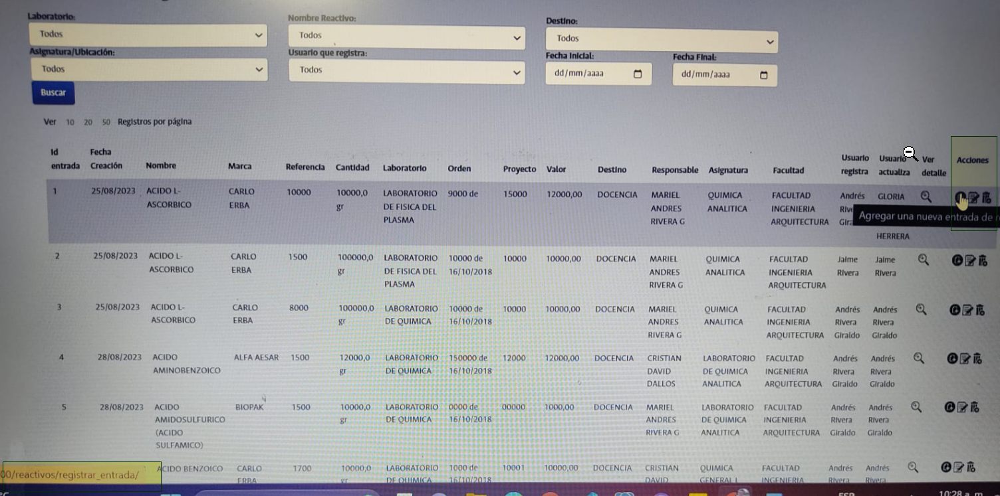 Laboratorio: Nombre Reactivo: Destino:
Todos Todos Todos
Asignatura/Ubicación: Usuario que registra: Fecha Inicial: Fecha Final:
Todos Todos dd/mm/aaaa dd/mm/aaaa
Buscar
Ver 10 20 50 Registros por página
Id entrada Fecha Creación Nombre Marca Referencia Cantidad Laboratorio Orden Proyecto Valor Destino Responsable Asignatura Facultad Usuario registra Usuario actualiza Ver detalle Acciones
1 25/08/2023 ACIDO L- CARLO 10000 10000,0 LABORATORIO 9000 de 15000 12000,00 DOCENCIA MARIEL QUIMICA FACULTAD Andrés GLORIA
ASCORBICO ERBA gr DE FISICA DEL ANDRES ANALITICA INGENIERIA
PLASMA RIVERA G ARQUITECTURA
Agregar una nueva entrada de
HERRERA
2 25/08/2023 ACIDO L- CARLO 1500 100000,0 LABORATORIO 10000 de 10000 10000,00 DOCENCIA MARIEL QUIMICA FACULTAD Jaime Jaime
ASCORBICO ERBA gr DE FISICA DEL 16/10/2018 ANDRES ANALITICA INGENIERIA Rivera Rivera
PLASMA RIVERA G ARQUITECTURA
3 25/08/2023 ACIDO L- CARLO 8000 100000,0 LABORATORIO 10000 de 10000 10000,00 DOCENCIA MARIEL QUIMICA FACULTAD Andrés Andrés
ASCORBICO ERBA gr DE QUIMICA 16/10/2018 ANDRES ANALITICA INGENIERIA Rivera Rivera
RIVERA G ARQUITECTURA Giraldo Giraldo
4 28/08/2023 ACIDO ALFA AESAR 1500 12000,0 LABORATORIO 150000 de 12000 12000,00 DOCENCIA CRISTIAN LABORATORIO FACULTAD Andrés Andrés
AMINOBENZOICO gr DE QUIMICA 16/10/2018 DAVID DE QUIMICA INGENIERIA Rivera Rivera
DALLOS ANALITICA ARQUITECTURA Giraldo Giraldo
5 28/08/2023 ACIDO BIOPAK 1500 10000,0 LABORATORIO 0000 de 00000 1000,00 DOCENCIA MARIEL LABORATORIO FACULTAD Andrés Andrés
AMIDOSULFURICO gr DE QUIMICA 16/10/2018 ANDRES DE QUIMICA INGENIERIA Rivera Rivera
(ACIDO RIVERA G ANALITICA ARQUITECTURA Giraldo Giraldo
SULFAMICO)
ACIDO BENZOICO CARLO 1700 10000,0 LABORATORIO 1000 de 10001 10000,00 DOCENCIA CRISTIAN QUIMICA FACULTAD Andrés Andrés
ERBA gr DE QUIMICA 16/10/2018 DAVID GENERAL I INGENIERIA Rivera Rivera
00/reactivos/registrar_entrada/
ESP 10:28 a. m.